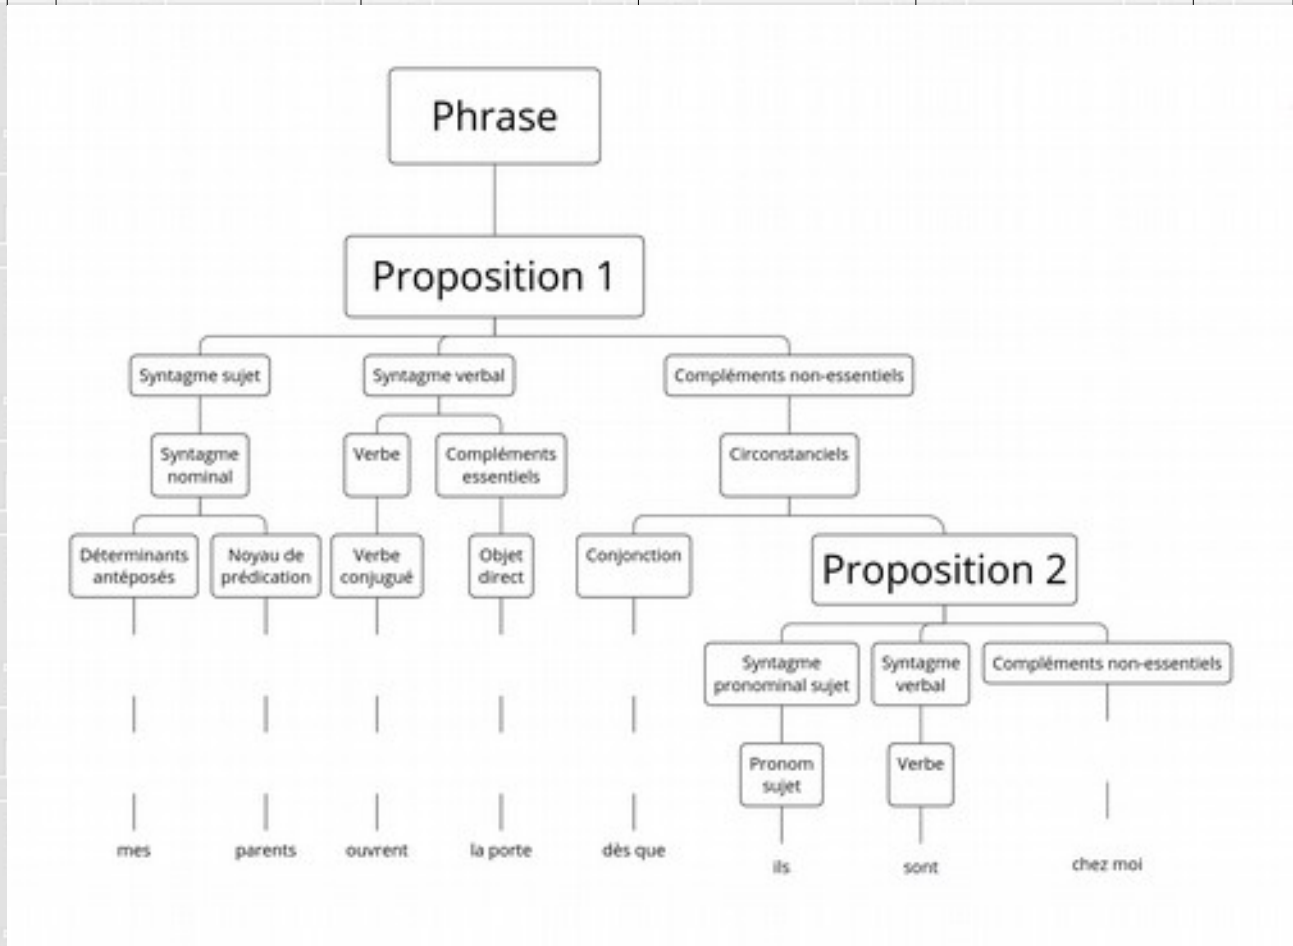 Phrase
Proposition 1
Syntagme sujet
Syntagme verbal
Compléments non-essentiels
Syntagme
nominal
Verbe
Compléments
essentiels
Circonstanciels
Déterminants
antéposés
Noyau de
prédication
Verbe
conjugué
Objet
direct
Conjonction
Proposition 2
Syntagme
pronominal sujet
Syntagme
verbal
Compléments non-essentiels
Pronom
sujet
Verbe
mes
parents
ouvrent
la porte
dès que
ils
sont
chez moi